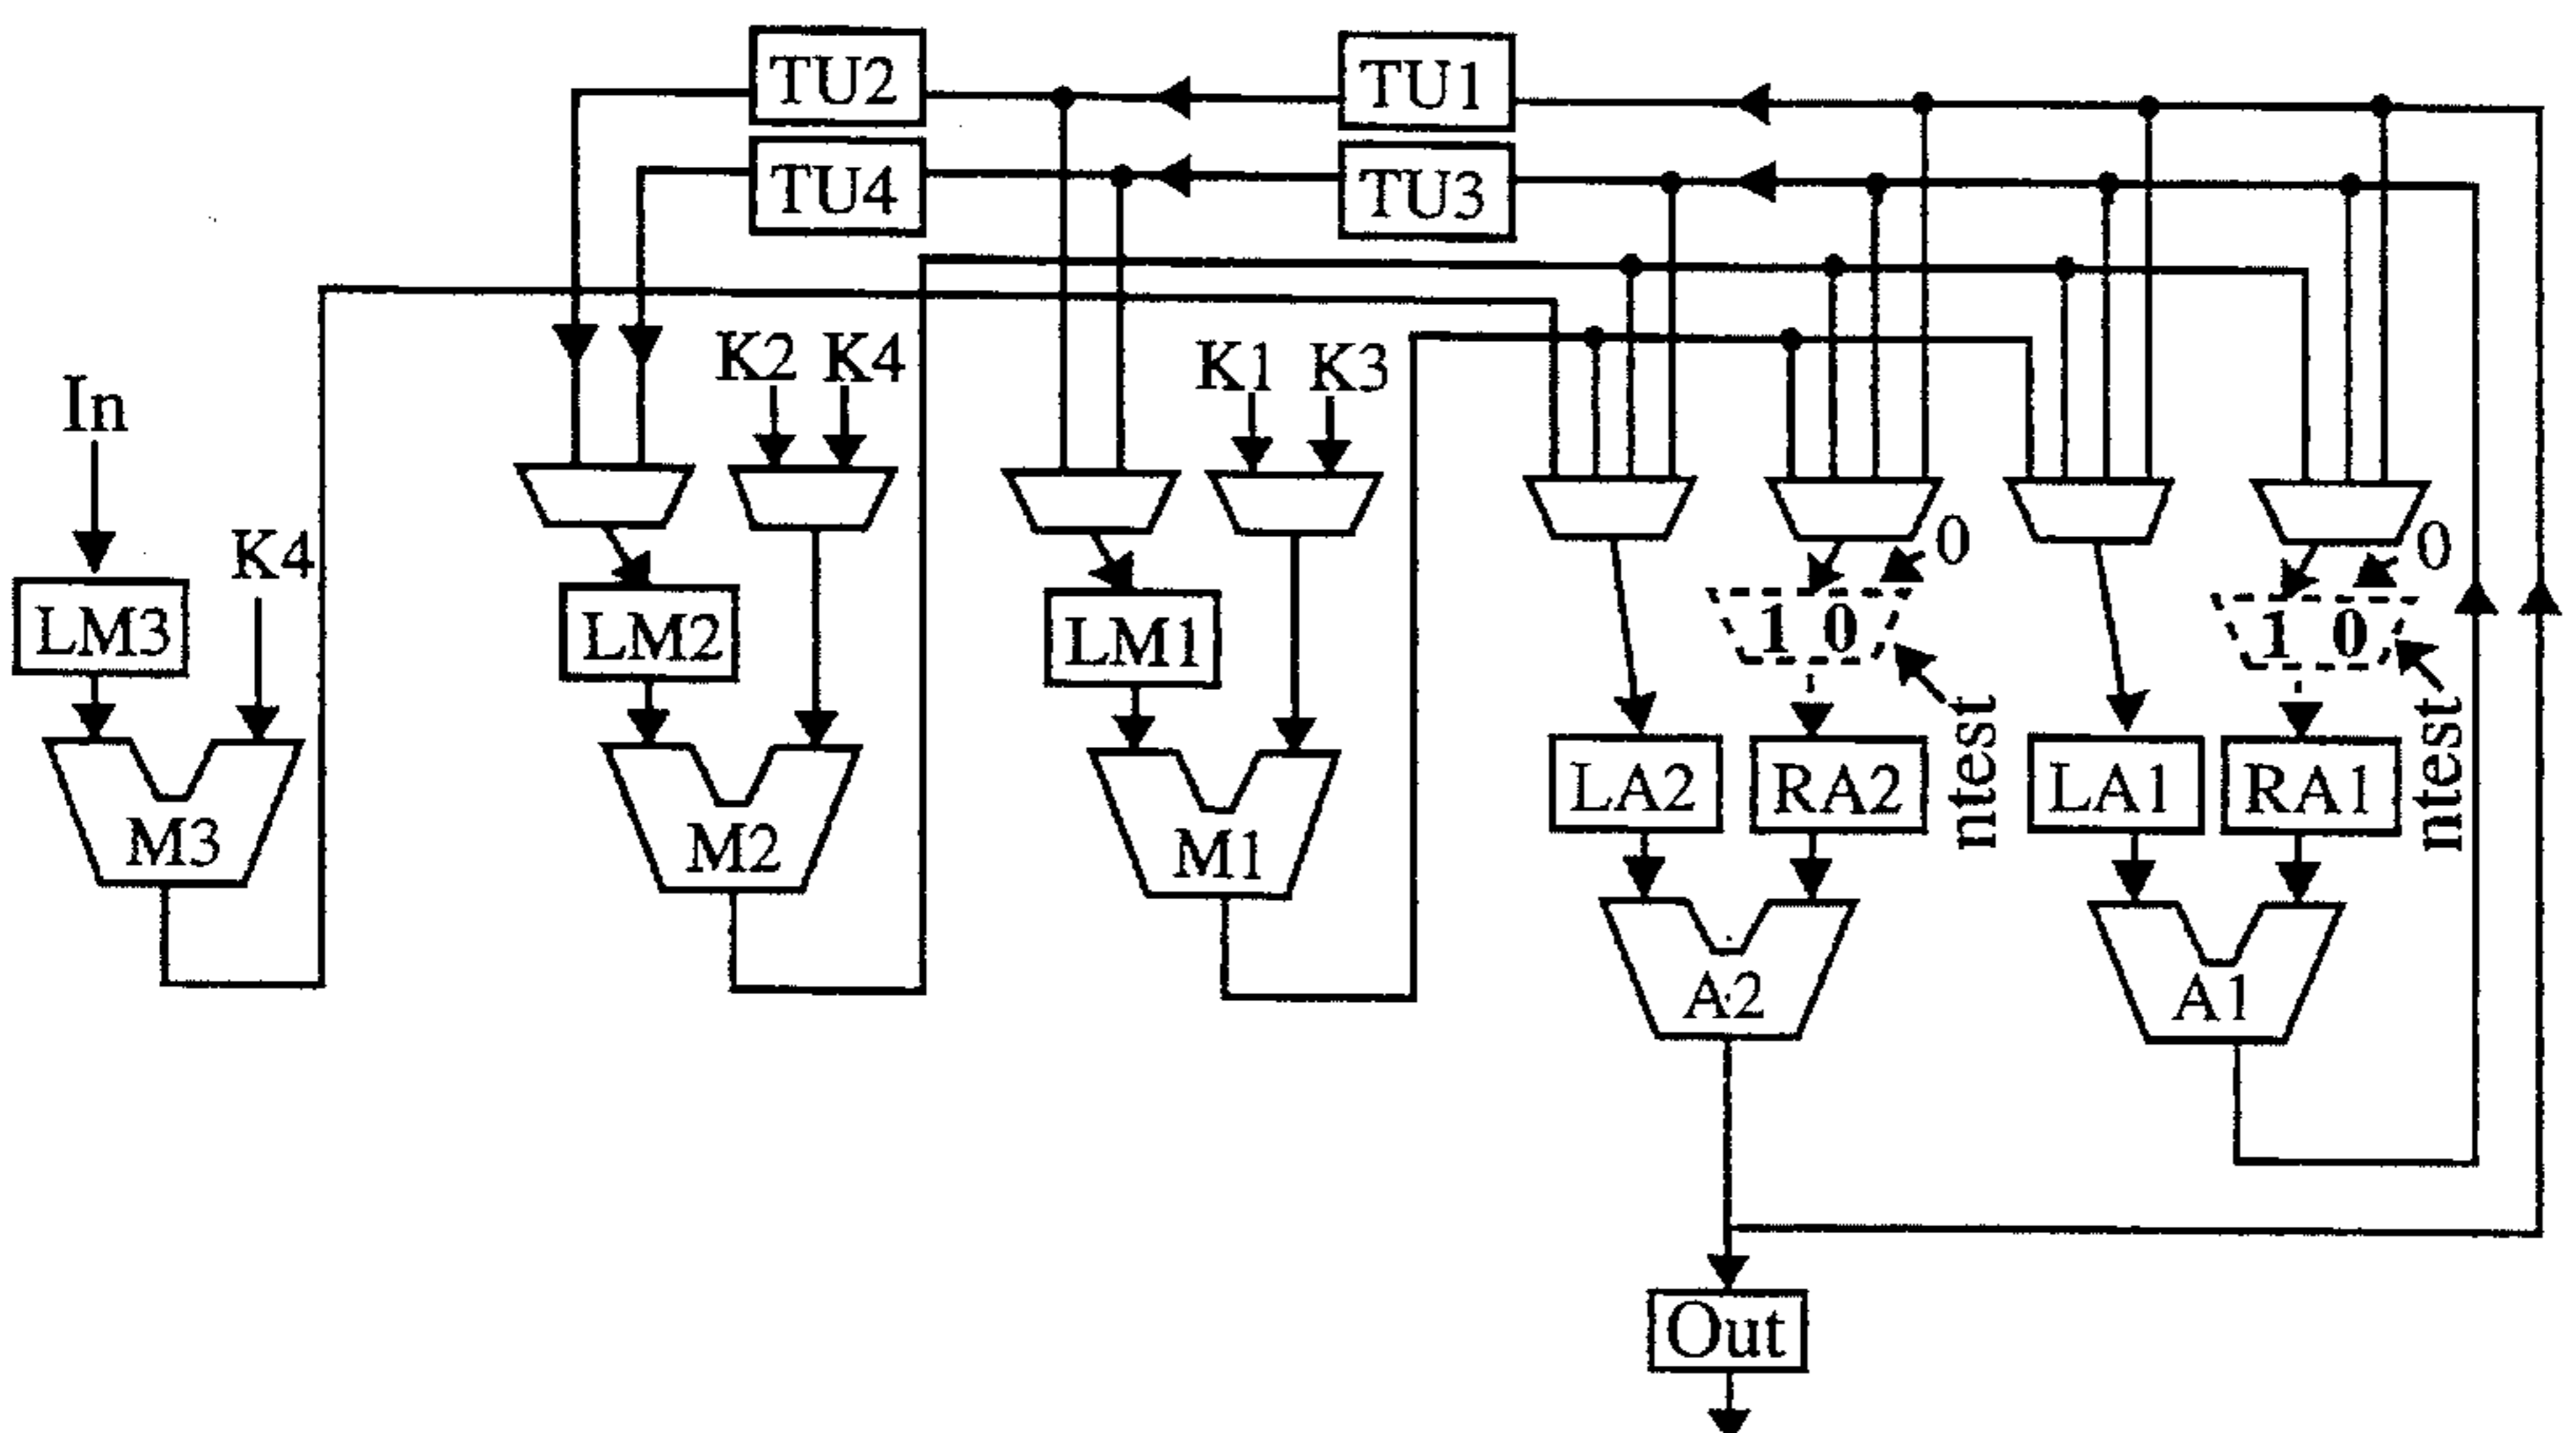 TU2 TU1
TU4 TU3
K2 K4 K1 K3
In
K4 0 0
1 0 1 0
LM3 LM2 LM1
ntest ntest
LA2 RA2 LA1 RA1
M3 M2 M1
A2 A1
Out